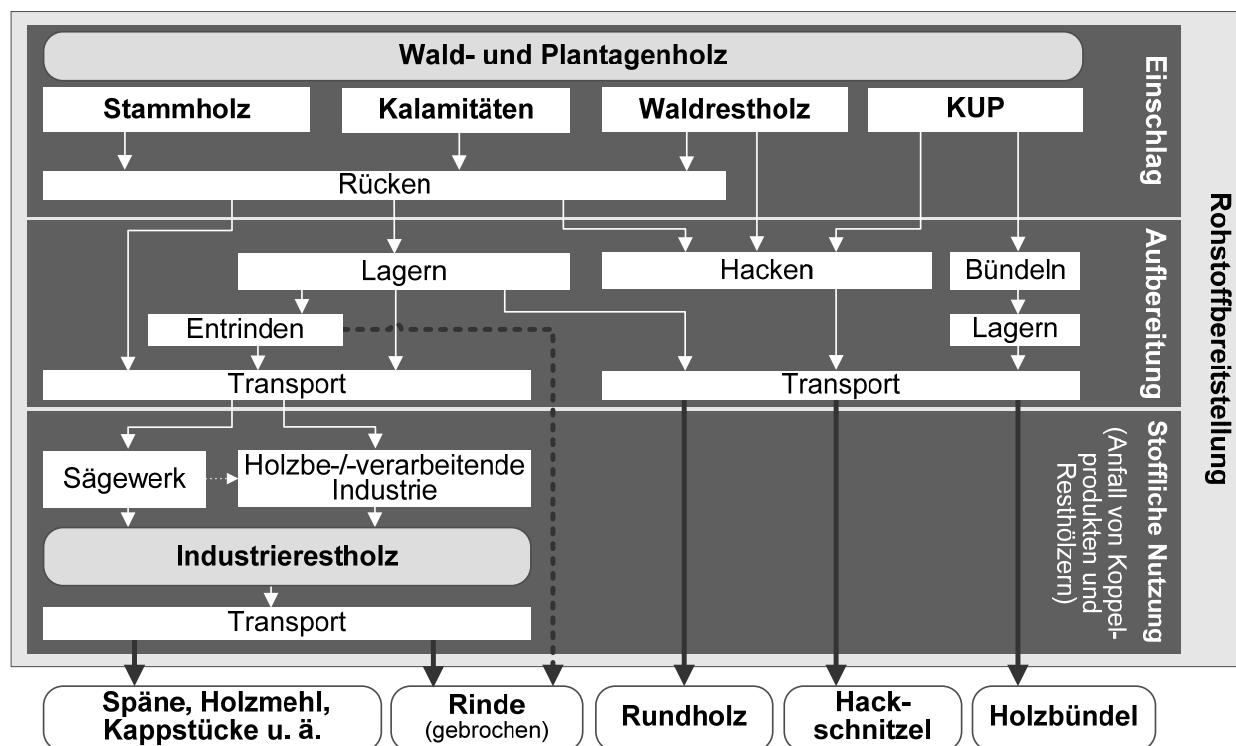 Wald- und Plantagenholz
Stammholz
Kalamitäten
Waldrestholz
KUP
Rücken
Einschlag
Lagern
Hacken
Bündeln
Entrinden
Lagern
Transport
Transport
Aufbereitung
Sägewerk
Holzbe-/-verarbeitende
Industrie
Industrierestholz
Transport
Stoffliche Nutzung
(Anfall von Koppel-
produkten und
Resthölzern)
Rohstoffbereitstellung
Späne, Holzmehl,
Kappstücke u. ä.
Rinde
(gebrochen)
Rundholz
Hack-
schnitzel
Holzbündel